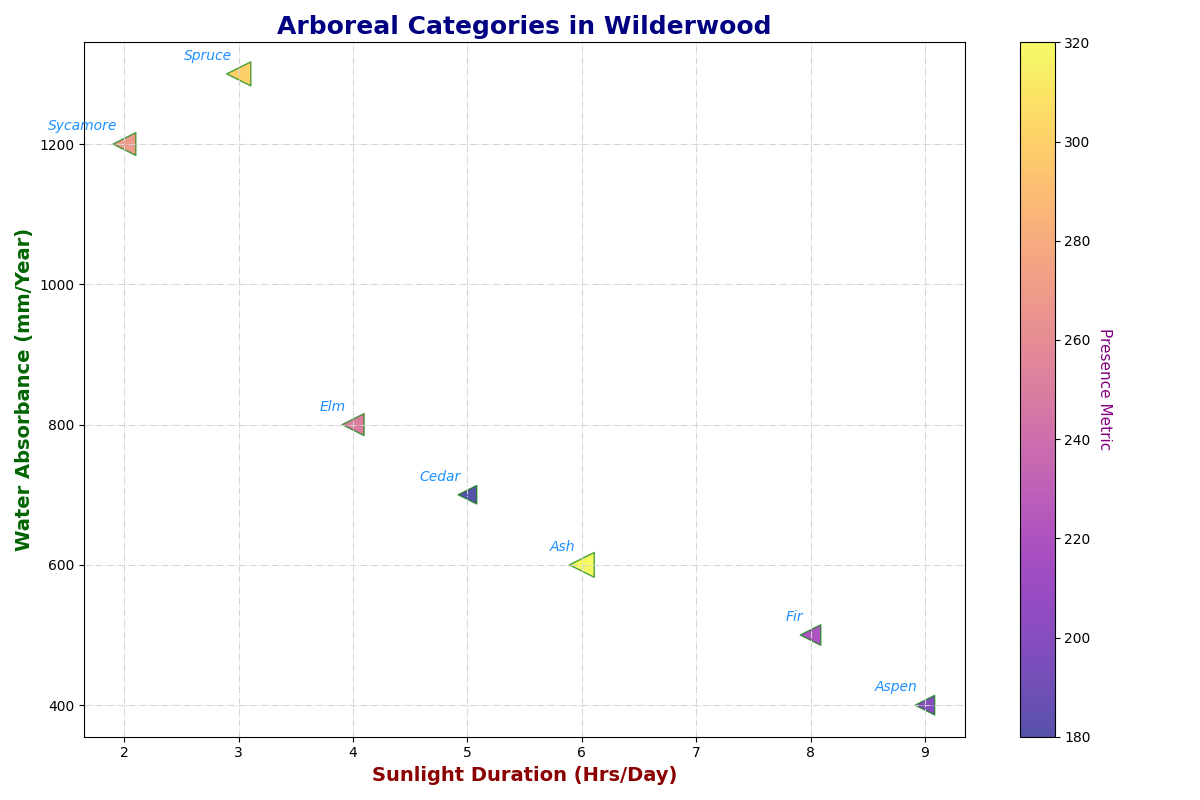 Arboreal Categories in Wilderwood
Water Absorbance (mm/Year)
1200
1000
800
600
400
Spruce
Sycamore
Elm
Cedar
Ash
Fir
Aspen
2 3 4 5 6 7 8 9
Sunlight Duration (Hrs/Day)
320
300
280
260
240
220
200
180
Presence Metric